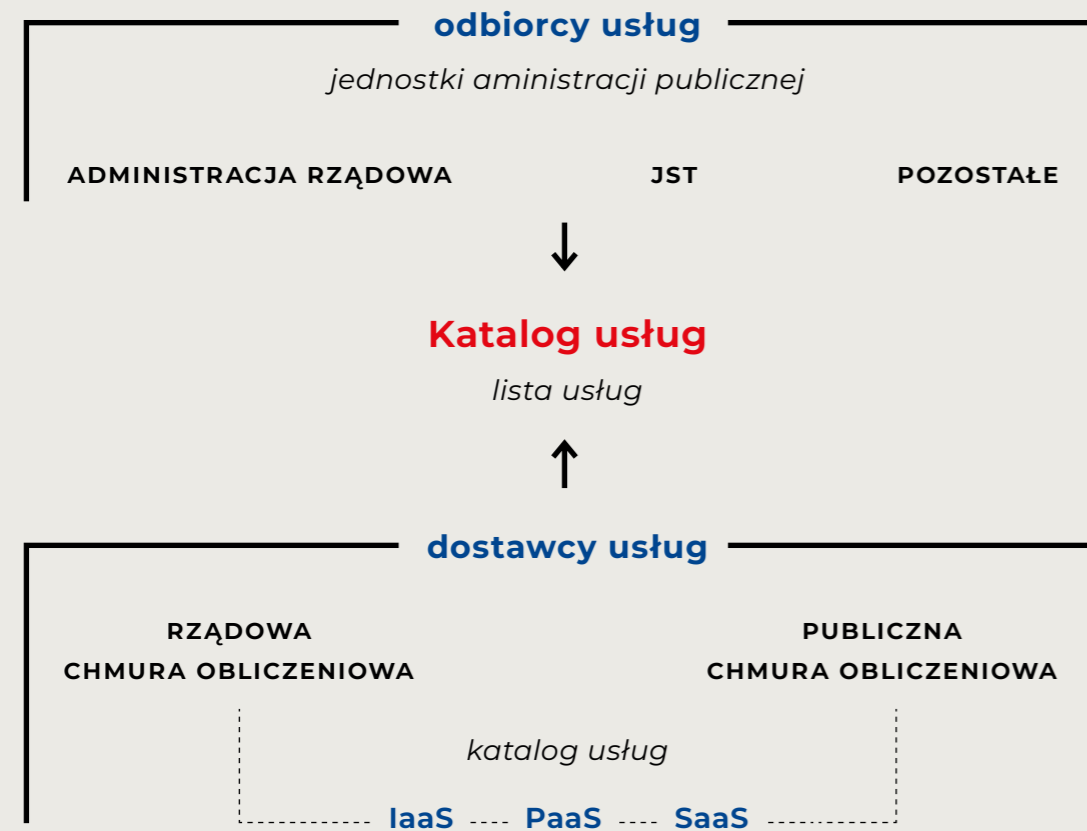 odbiorcy usług
jednostki aministracji publicznej
ADMINISTRACJA RZĄDOWA JST POZOSTAŁE
Katalog usług
lista usług
dostawcy usług
RZĄDOWA PUBLICZNA
CHMURA OBLICZENIOWA CHMURA OBLICZENIOWA
katalog usług
IaaS PaaS SaaS